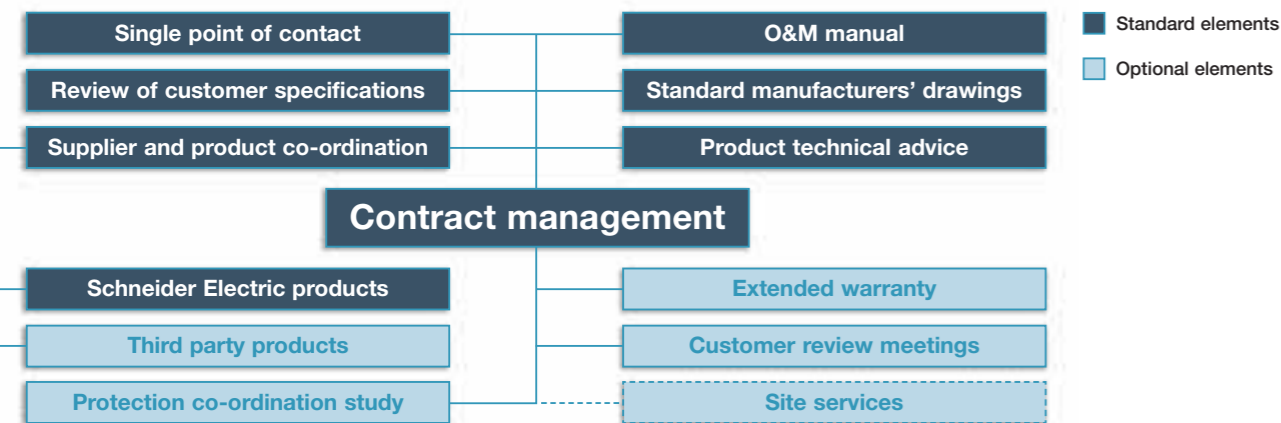 Single point of contact
O&M manual
Standard elements
Review of customer specifications
Standard manufacturers’ drawings
Optional elements
Supplier and product co-ordination
Product technical advice
Contract management
Schneider Electric products
Extended warranty
Third party products
Customer review meetings
Protection co-ordination study
Site services